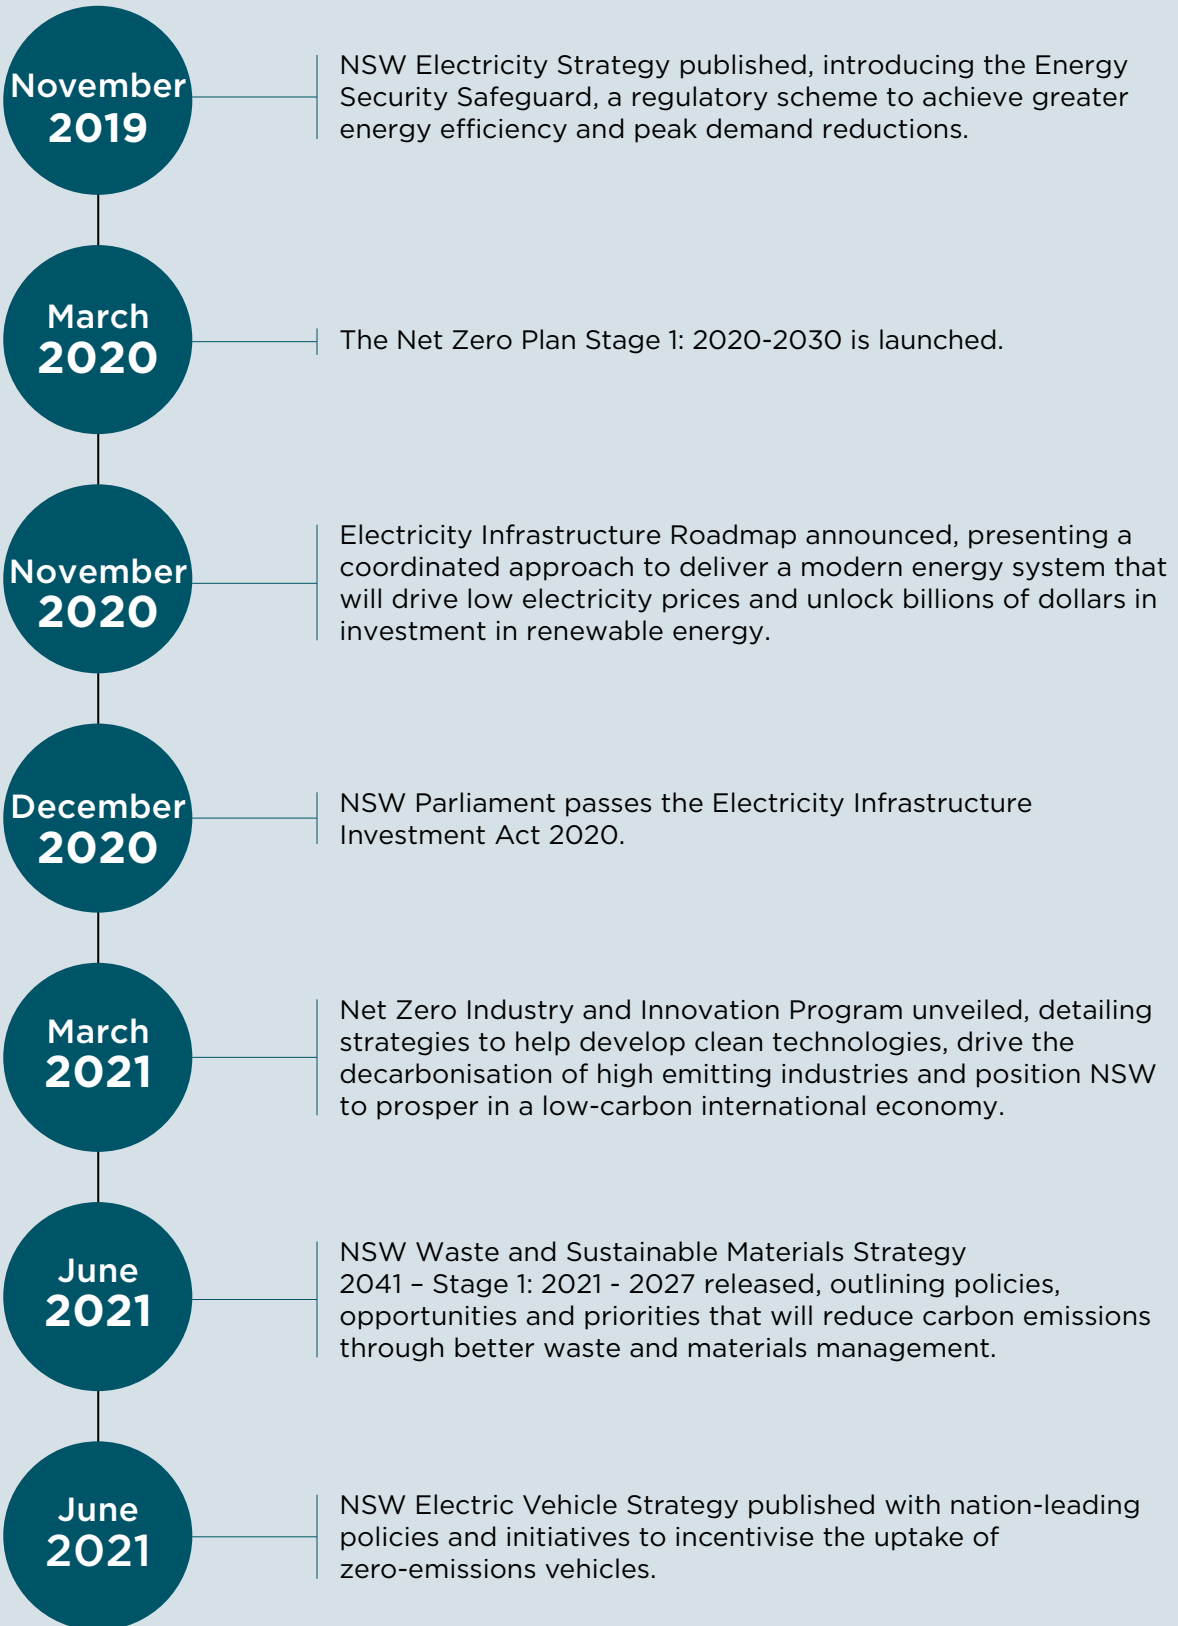 November
2019
NSW Electricity Strategy published, introducing the Energy
Security Safeguard, a regulatory scheme to achieve greater
energy efficiency and peak demand reductions.
March
2020
The Net Zero Plan Stage 1: 2020-2030 is launched.
November
2020
Electricity Infrastructure Roadmap announced, presenting a
coordinated approach to deliver a modern energy system that
will drive low electricity prices and unlock billions of dollars in
investment in renewable energy.
December
2020
NSW Parliament passes the Electricity Infrastructure
Investment Act 2020.
March
2021
Net Zero Industry and Innovation Program unveiled, detailing
strategies to help develop clean technologies, drive the
decarbonisation of high emitting industries and position NSW
to prosper in a low-carbon international economy.
June
2021
NSW Waste and Sustainable Materials Strategy
2041 – Stage 1: 2021 - 2027 released, outlining policies,
opportunities and priorities that will reduce carbon emissions
through better waste and materials management.
June
2021
NSW Electric Vehicle Strategy published with nation-leading
policies and initiatives to incentivise the uptake of
zero-emissions vehicles.